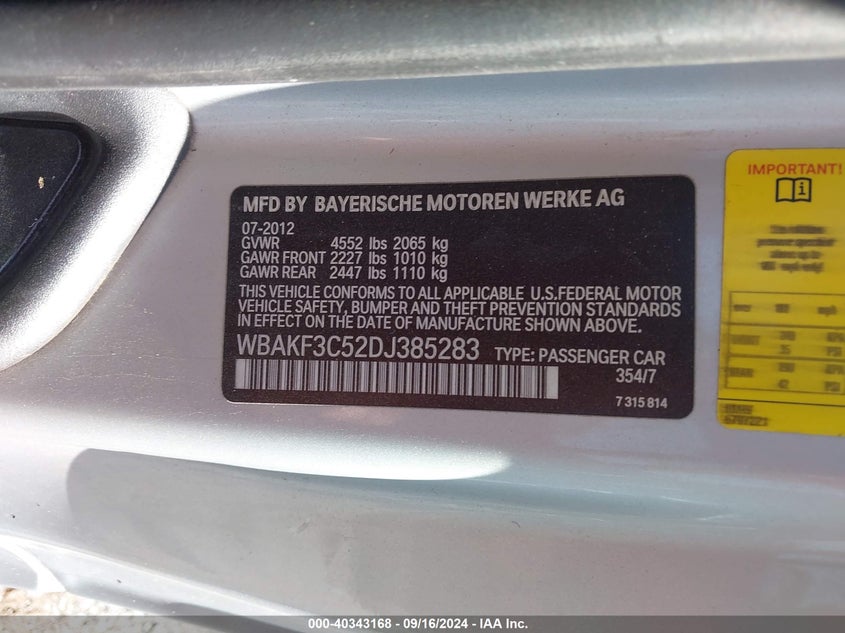 MFD BY BAYERISCHE MOTOREN WERKE AG
07-2012
GVWR 4552 lbs 2065 kg
GAWR FRONT 2227 lbs 1010 kg
GAWR REAR 2447 lbs 1110 kg
THIS VEHICLE CONFORMS TO ALL APPLICABLE U.S.FEDERAL MOTOR
VEHICLE SAFETY, BUMPER AND THEFT PREVENTION STANDARDS
IN EFFECT ON THE DATE OF MANUFACTURE SHOWN ABOVE.
WBAKF3C52DJ385283 TYPE: PASSENGER CAR
354/7
7 315 814
IMPORTANT!
000-40343168 - 09/16/2024 - IAA Inc.